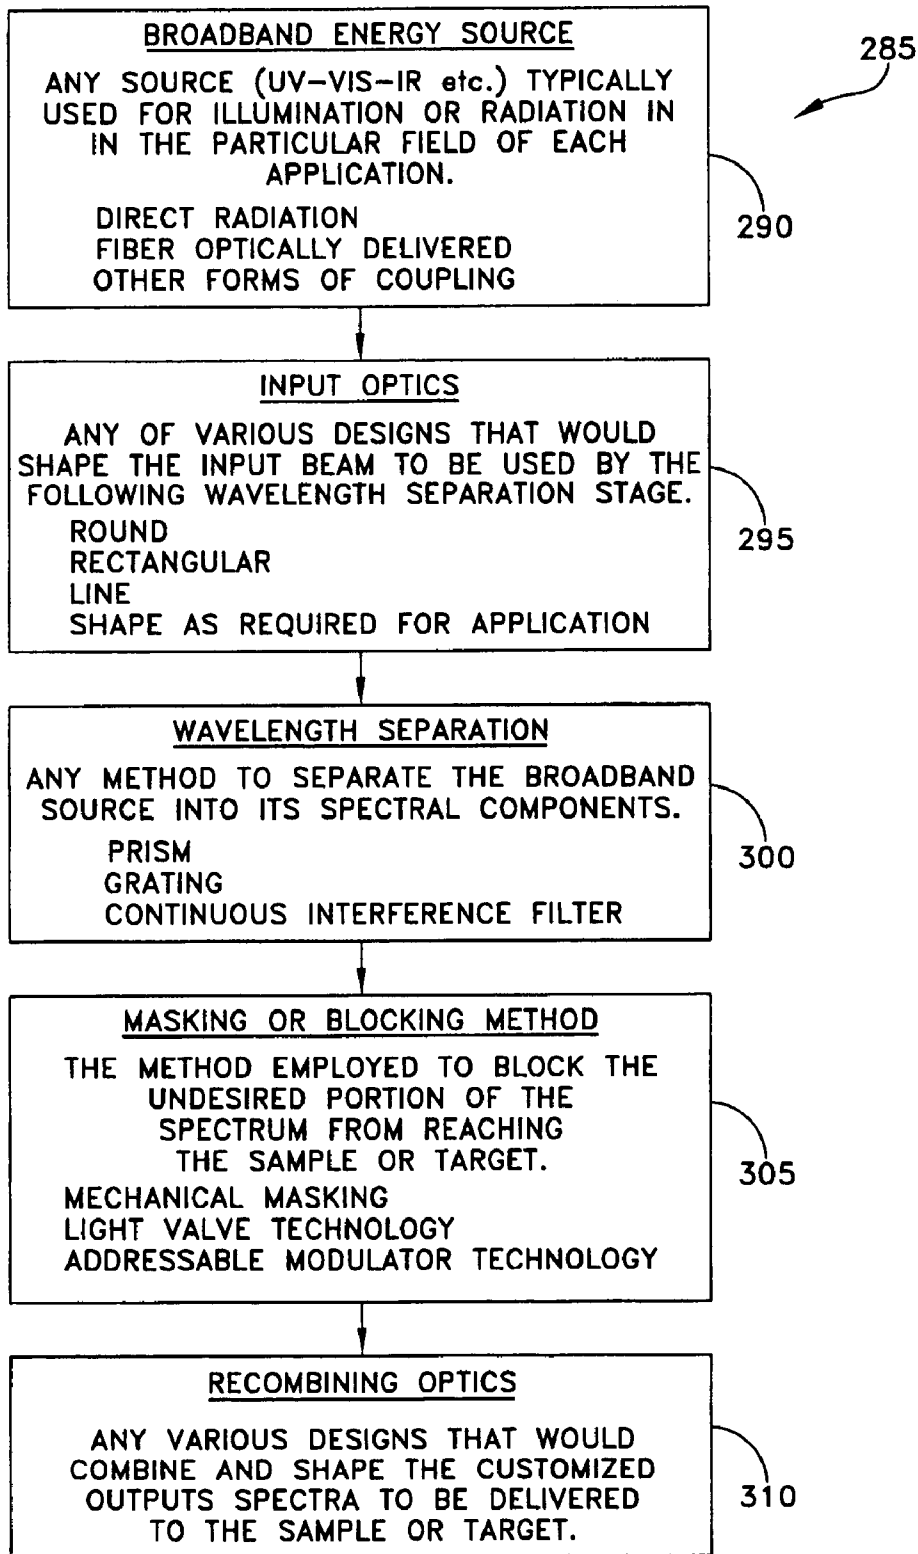 BROADBAND ENERGY SOURCE
285
ANY SOURCE (UV-VIS-IR etc.) TYPICALLY
USED FOR ILLUMINATION OR RADIATION IN
IN THE PARTICULAR FIELD OF EACH
APPLICATION.
DIRECT RADIATION
FIBER OPTICALLY DELIVERED
OTHER FORMS OF COUPLING
290
INPUT OPTICS
ANY OF VARIOUS DESIGNS THAT WOULD
SHAPE THE INPUT BEAM TO BE USED BY THE
FOLLOWING WAVELENGTH SEPARATION STAGE.
ROUND
RECTANGULAR
LINE
SHAPE AS REQUIRED FOR APPLICATION
295
WAVELENGTH SEPARATION
ANY METHOD TO SEPARATE THE BROADBAND
SOURCE INTO ITS SPECTRAL COMPONENTS.
PRISM
GRATING
CONTINUOUS INTERFERENCE FILTER
300
MASKING OR BLOCKING METHOD
THE METHOD EMPLOYED TO BLOCK THE
UNDESIRED PORTION OF THE
SPECTRUM FROM REACHING
THE SAMPLE OR TARGET.
MECHANICAL MASKING
LIGHT VALVE TECHNOLOGY
ADDRESSABLE MODULATOR TECHNOLOGY
305
RECOMBINING OPTICS
ANY VARIOUS DESIGNS THAT WOULD
COMBINE AND SHAPE THE CUSTOMIZED
OUTPUTS SPECTRA TO BE DELIVERED
TO THE SAMPLE OR TARGET.
310